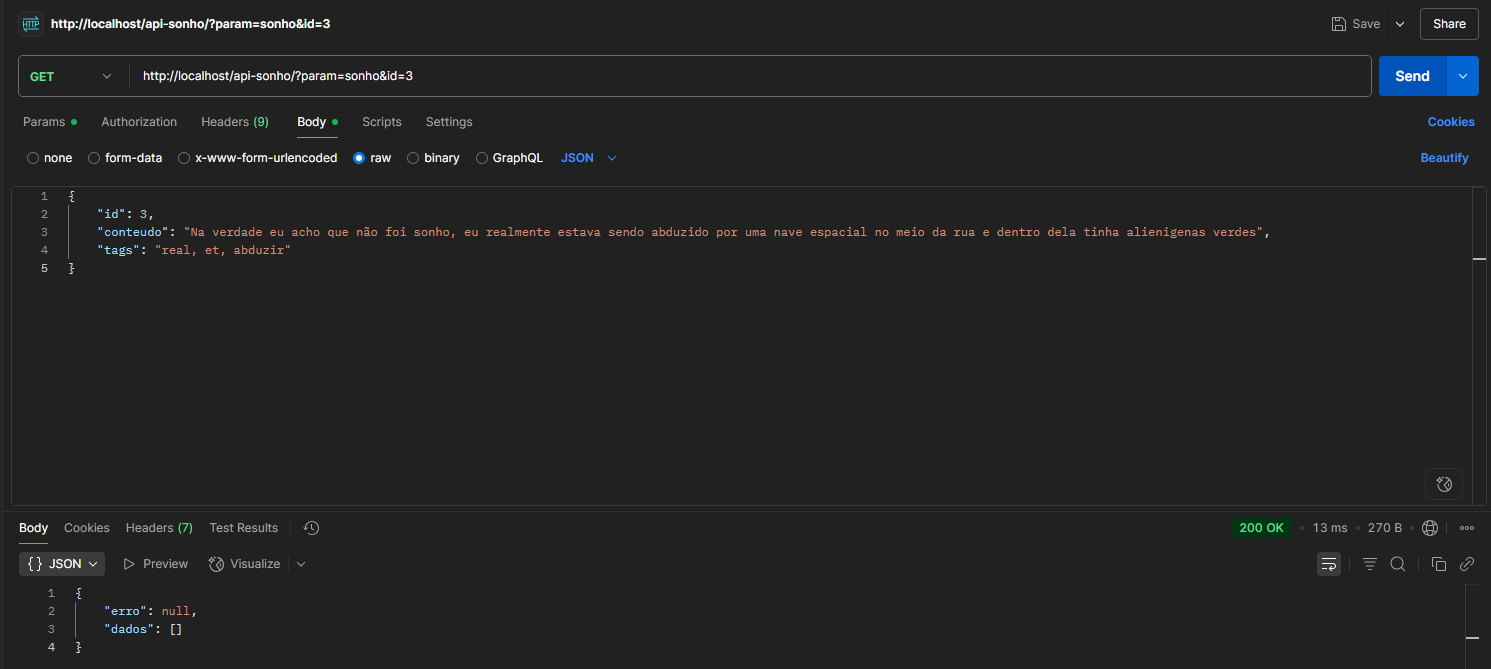 HTTP http://localhost/api-sonho/?param=sonho&id=3 Save Share
GET http://localhost/api-sonho/?param=sonho&id=3 Send
Params Authorization Headers (9) Body Scripts Settings Cookies
none form-data x-www-form-urlencoded raw binary GraphQL JSON Beautify
1 {
2 "id": 3,
3 "conteudo": "Na verdade eu acho que não foi sonho, eu realmente estava sendo abduzido por uma nave espacial no meio da rua e dentro dela tinha alienigenas verdes",
4 "tags": "real, et, abduzir"
5 }
Body Cookies Headers (7) Test Results 200 OK • 13 ms • 270 B •
{} JSON Preview Visualize
1 {
2 "erro": null,
3 "dados": []
4 }